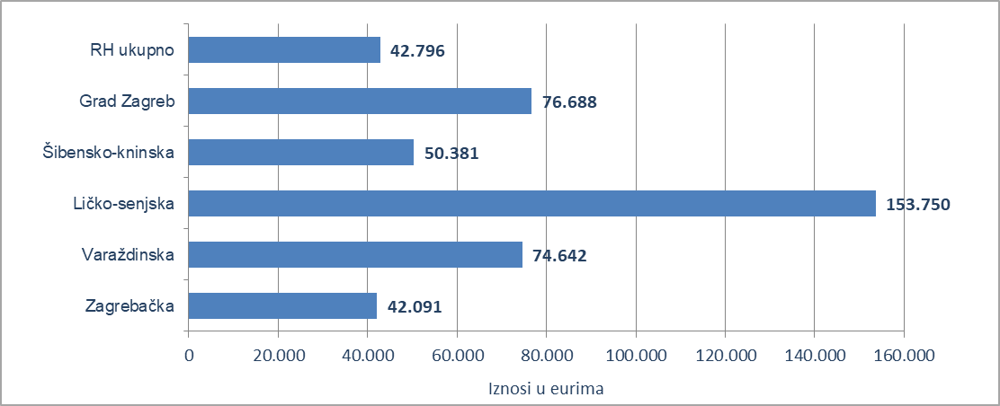 RH ukupno 42.796
Grad Zagreb 76.688
Šibensko-kninska 50.381
Ličko-senjska 153.750
Varaždinska 74.642
Zagrebačka 42.091
0 20.000 40.000 60.000 80.000 100.000 120.000 140.000 160.000
Iznosi u eurima